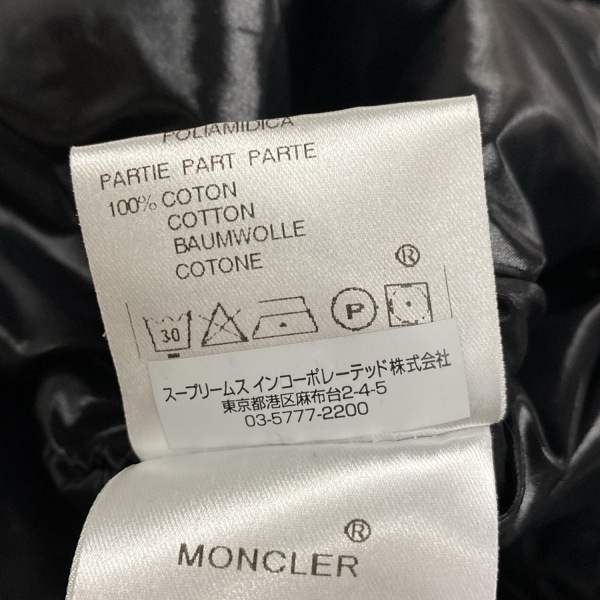 POLIAMIDICA
PARTIE PART PARTE
100% COTON
COTTON
BAUMWOLLE
COTONE
®
30 P
スープリームス インコーポレーテッド株式会社
東京都港区麻布台2-4-5
03-5777-2200
MONCLER®